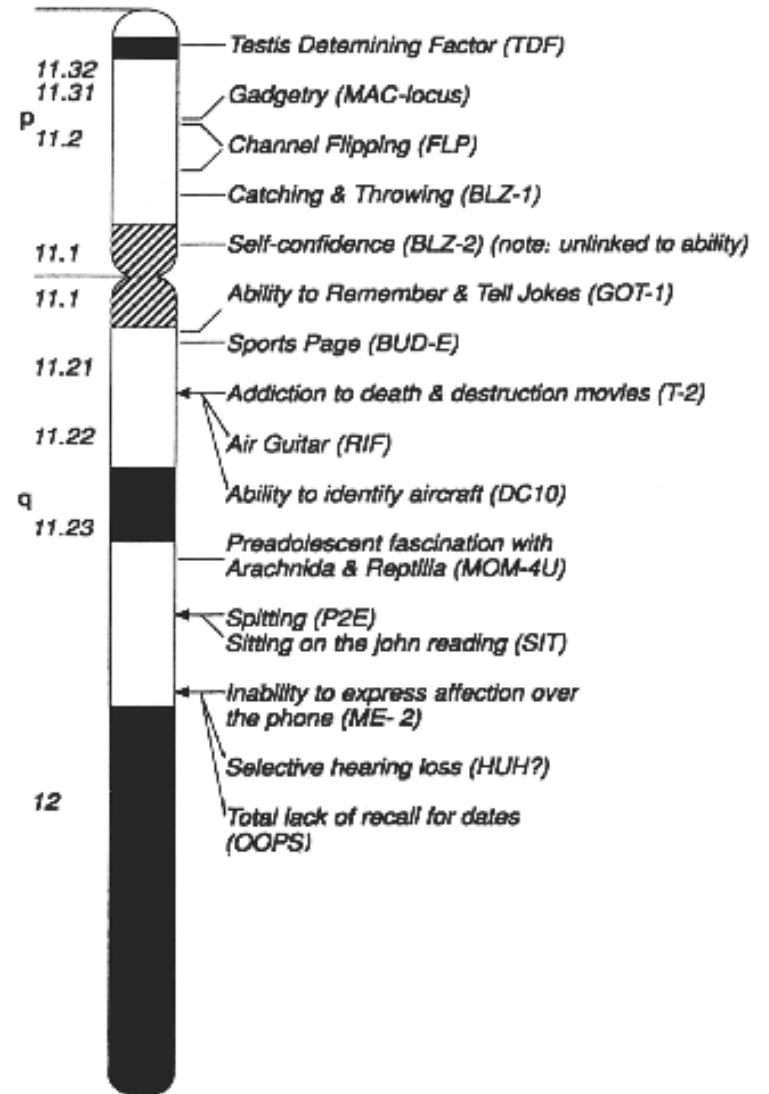 Testis Detemining Factor (TDF)
11.32
11.31
Gadgetry (MAC-locus)
p
11.2
Channel Flipping (FLP)
Catching & Throwing (BLZ-1)
11.1
Self-confidence (BLZ-2) (note: unlinked to ability)
11.1
Ability to Remember & Tell Jokes (GOT-1)
Sports Page (BUD-E)
11.21
Addiction to death & destruction movies (T-2)
11.22
Air Guitar (RIF)
q
Ability to identify aircraft (DC10)
11.23
Preadolescent fascination with
Arachnida & Reptilia (MOM-4U)
Spitting (P2E)
Sitting on the john reading (SIT)
Inability to express affection over
the phone (ME- 2)
Selective hearing loss (HUH?)
12
Total lack of recall for dates
(OOPS)